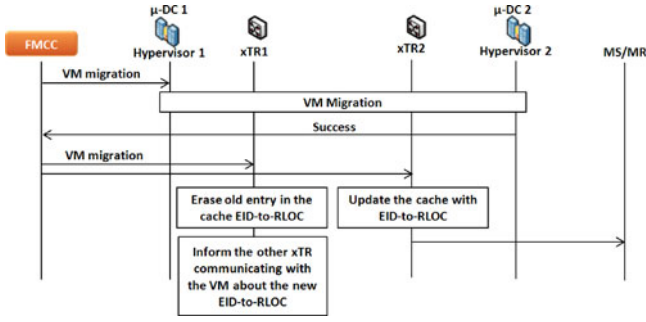 μ-DC 1
μ-DC 2
FMCC
Hypervisor 1
xTR1
xTR2
Hypervisor 2
MS/MR
VM migration
VM Migration
Success
VM migration
Erase old entry in the
cache EID-to-RLOC
Update the cache with
EID-to-RLOC
Inform the other xTR
communicating with
the VM about the new
EID-to-RLOC